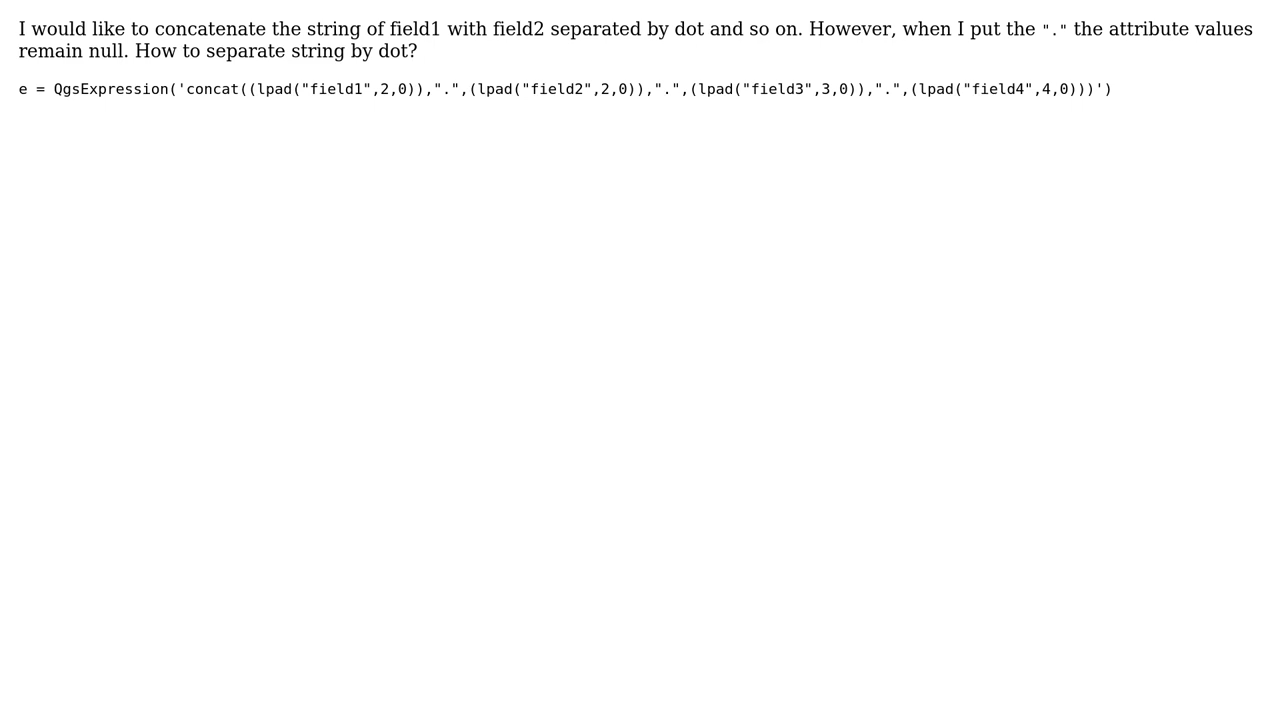 I would like to concatenate the string of field1 with field2 separated by dot and so on. However, when I put the "." the attribute values
remain null. How to separate string by dot?
e = QgsExpression('concat((lpad("field1",2,0)),".",(lpad("field2",2,0)),".",(lpad("field3",3,0)),".",(lpad("field4",4,0)))')